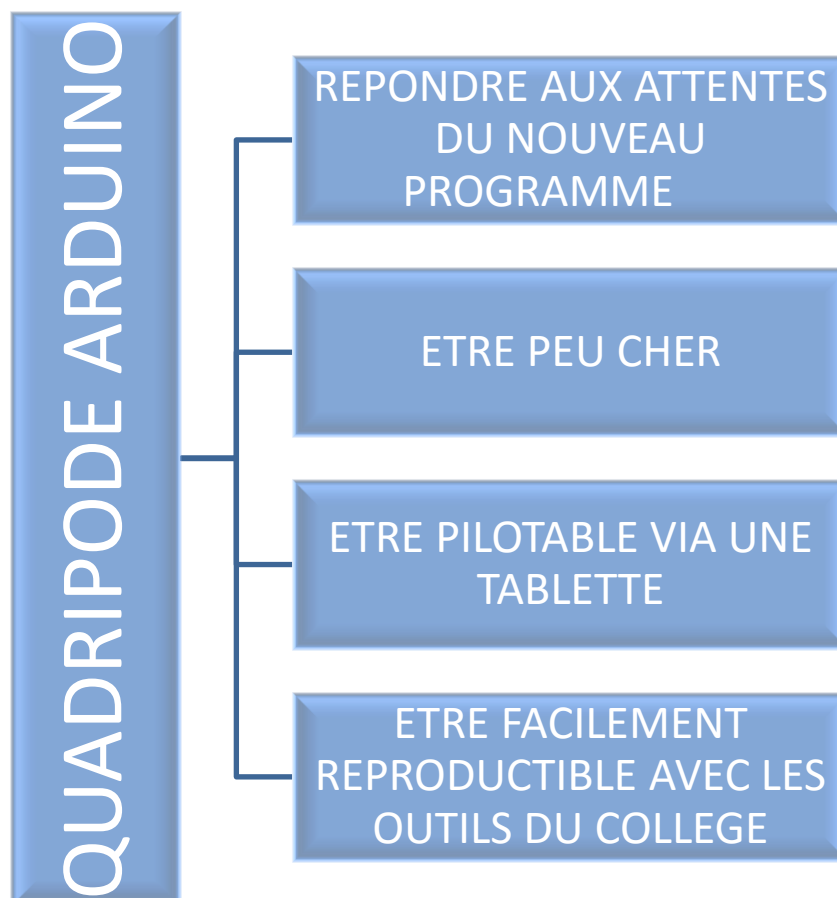 QUADRIPODE ARDUINO
REPONDRE AUX ATTENTES
DU NOUVEAU
PROGRAMME
ETRE PEU CHER
ETRE PILOTABLE VIA UNE
TABLETTE
ETRE FACILEMENT
REPRODUCTIBLE AVEC LES
OUTILS DU COLLEGE